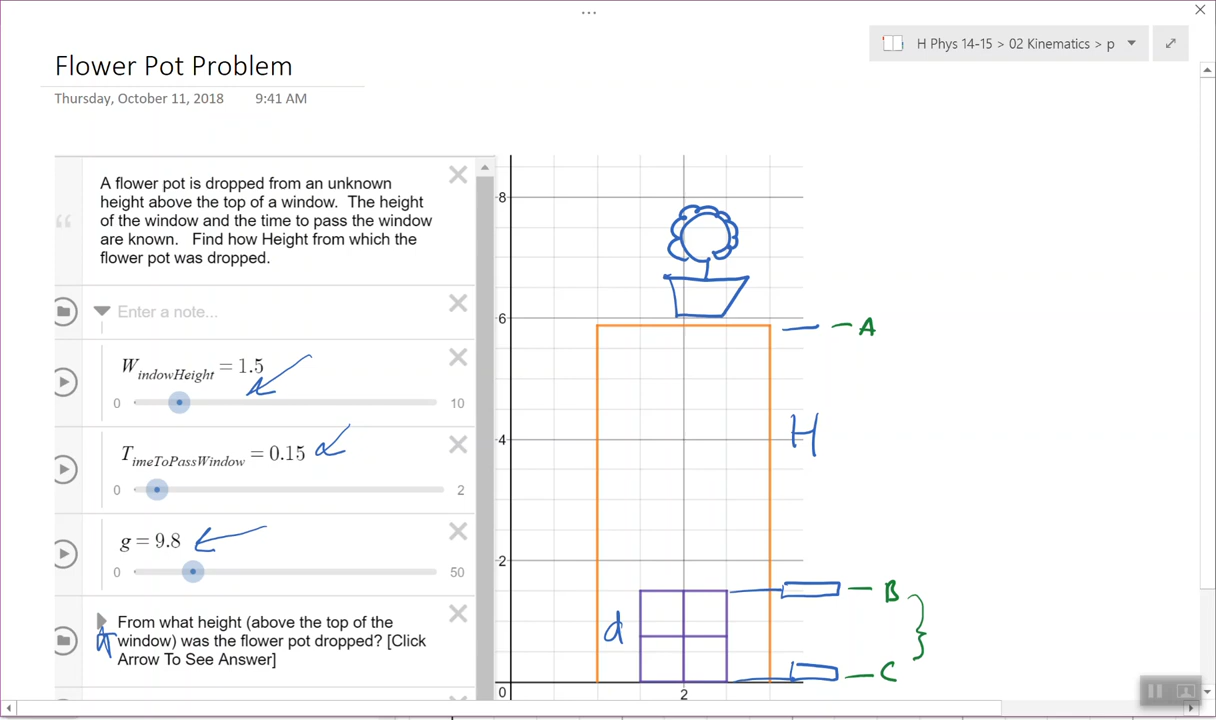 H Phys 14-15 > 02 Kinematics > p
Flower Pot Problem
Thursday, October 11, 2018 9:41 AM
A flower pot is dropped from an unknown
height above the top of a window. The height
of the window and the time to pass the window
are known. Find how Height from which the
flower pot was dropped.
Enter a note...
WindowHeight = 1.5
0 10
TimeToPassWindow = 0.15
0 2
g = 9.8
0 50
From what height (above the top of the
window) was the flower pot dropped? [Click
Arrow To See Answer]
8
6
4
2
0
2
A
H
B
d
C